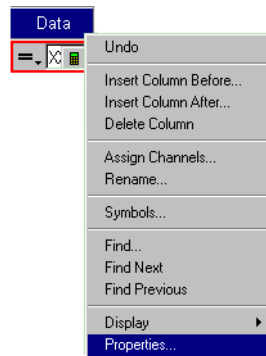 Data
Undo
Insert Column Before...
Insert Column After...
Delete Column
Assign Channels...
Rename...
Symbols...
Find...
Find Next
Find Previous
Display
Properties...